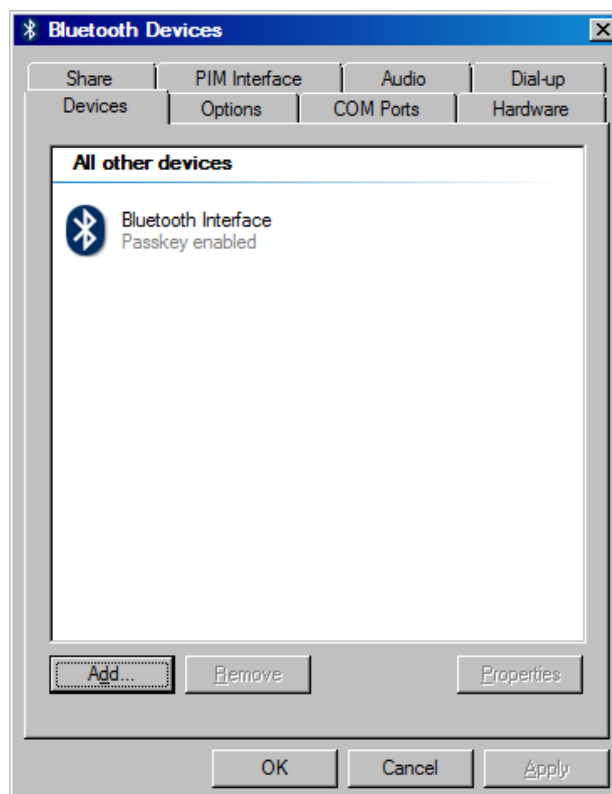 Bluetooth Devices
Share PIM Interface Audio Dial-up
Devices Options COM Ports Hardware
All other devices
Bluetooth Interface
Passkey enabled
Add... Remove Properties
OK Cancel Apply